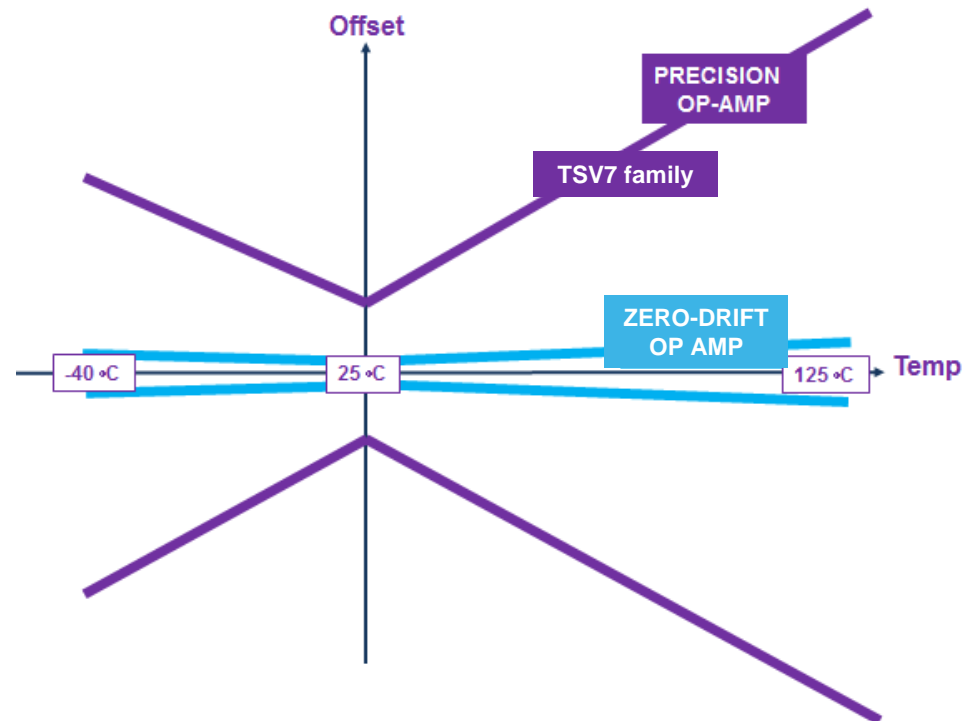 Offset
PRECISION
OP-AMP
TSV7 family
ZERO-DRIFT
OP AMP
-40 °C
25 °C
125 °C
Temp